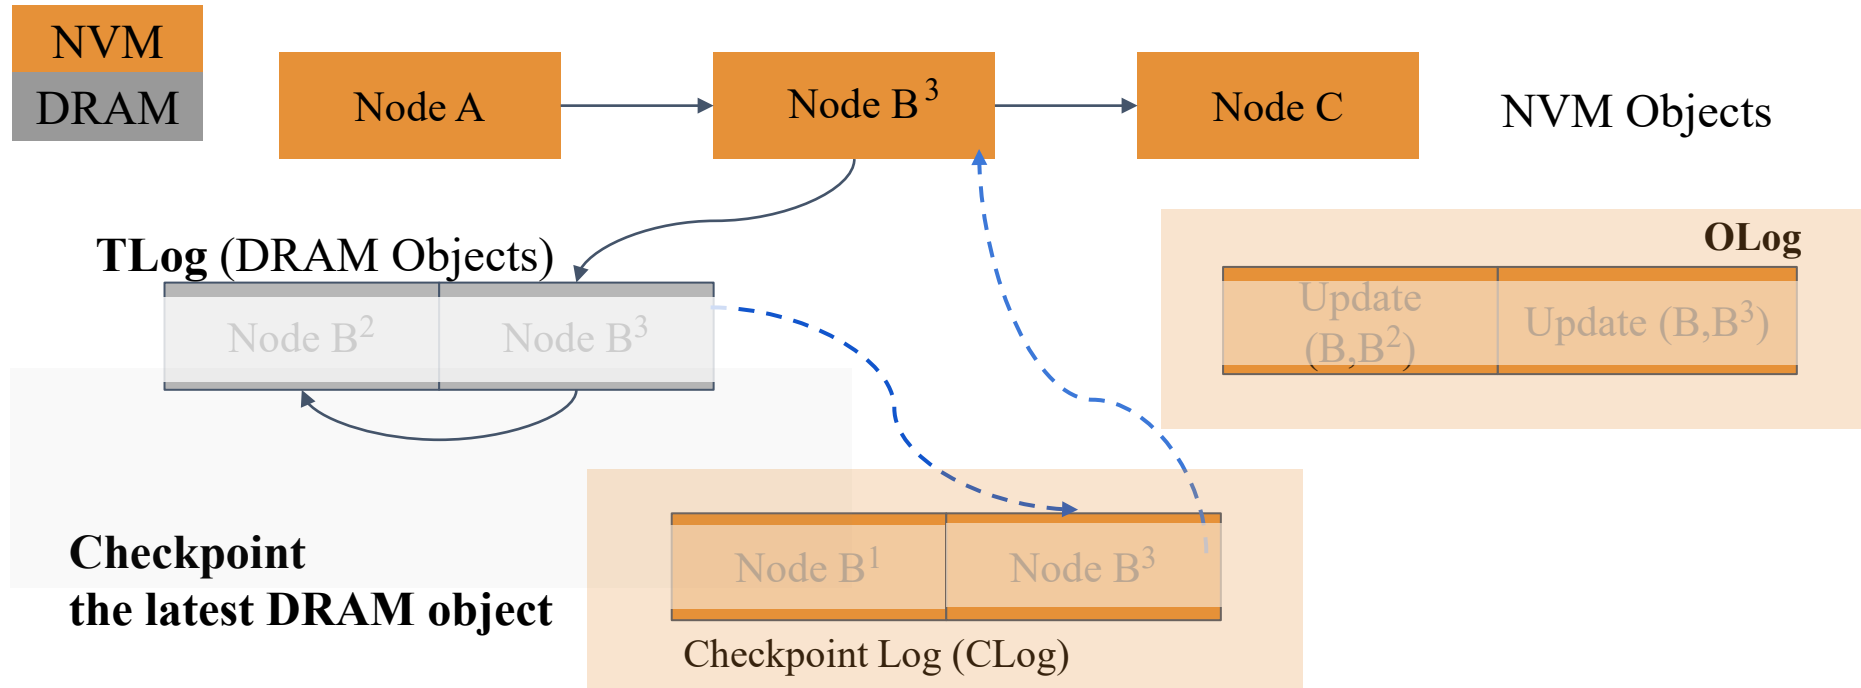 NVM
DRAM
Node A
Node B³
Node C
NVM Objects
TLog (DRAM Objects)
OLog
Node B²
Node B³
Update
(B,B²)
Update (B,B³)
Checkpoint
the latest DRAM object
Node B¹
Node B³
Checkpoint Log (CLog)